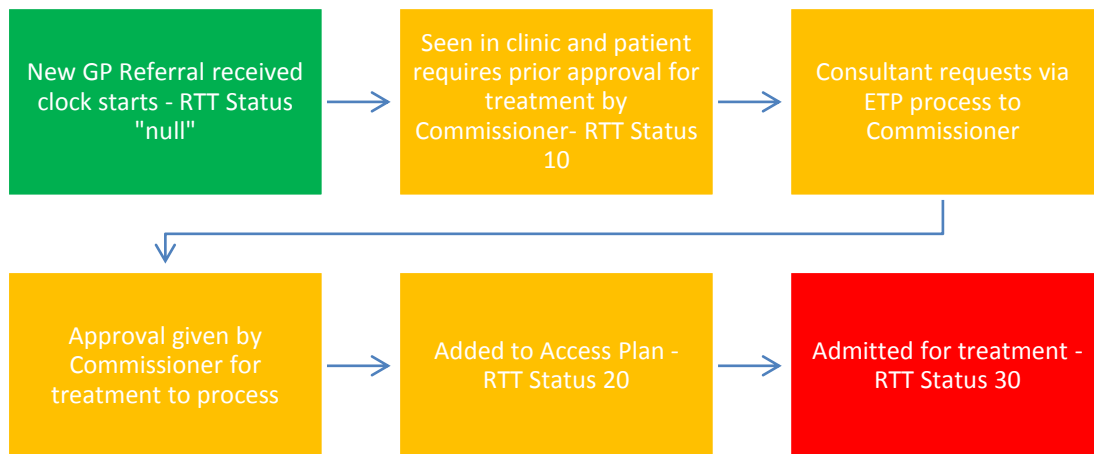 New GP Referral received
clock starts - RTT Status
"null"
Seen in clinic and patient
requires prior approval for
treatment by
Commissioner- RTT Status
10
Consultant requests via
ETP process to
Commissioner
Approval given by
Commissioner for
treatment to process
Added to Access Plan -
RTT Status 20
Admitted for treatment -
RTT Status 30